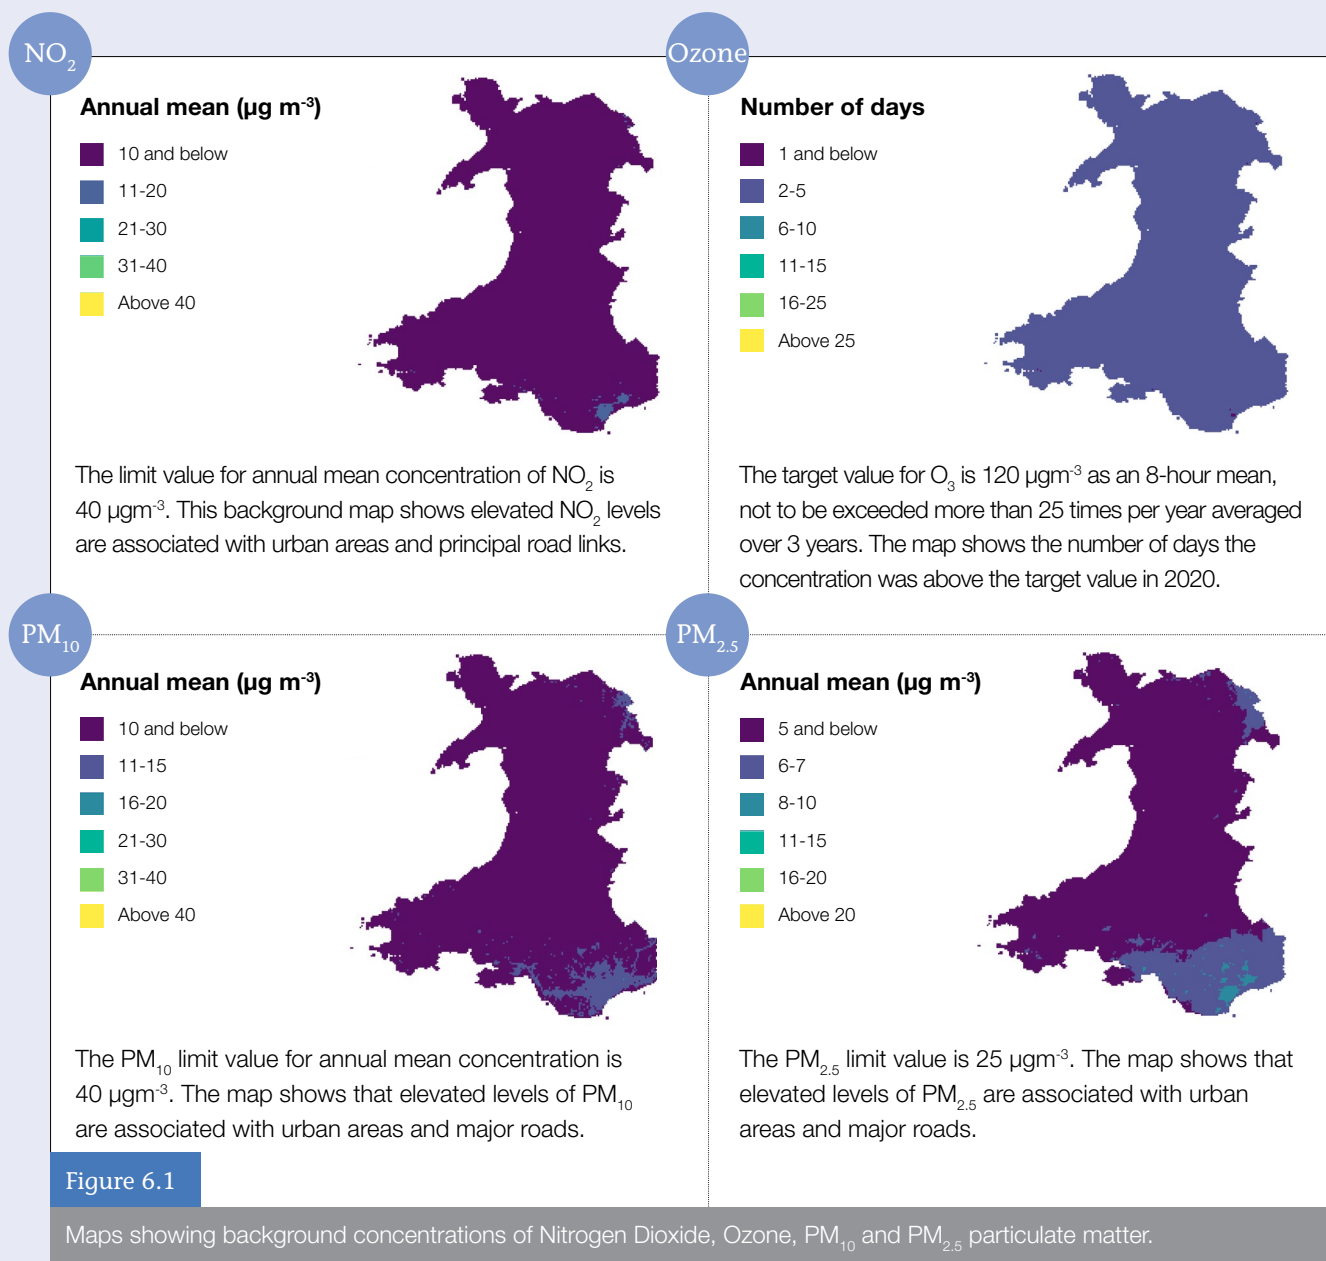 NO₂
Annual mean (µg m⁻³)
10 and below
11-20
21-30
31-40
Above 40
The limit value for annual mean concentration of NO₂ is
40 µgm⁻³. This background map shows elevated NO₂ levels
are associated with urban areas and principal road links.
Ozone
Number of days
1 and below
2-5
6-10
11-15
16-25
Above 25
The target value for O₃ is 120 µgm⁻³ as an 8-hour mean,
not to be exceeded more than 25 times per year averaged
over 3 years. The map shows the number of days the
concentration was above the target value in 2020.
PM₁₀
Annual mean (µg m⁻³)
10 and below
11-15
16-20
21-30
31-40
Above 40
The PM₁₀ limit value for annual mean concentration is
40 µgm⁻³. The map shows that elevated levels of PM₁₀
are associated with urban areas and major roads.
PM₂.₅
Annual mean (µg m⁻³)
5 and below
6-7
8-10
11-15
16-20
Above 20
The PM₂.₅ limit value is 25 µgm⁻³. The map shows that
elevated levels of PM₂.₅ are associated with urban
areas and major roads.
Figure 6.1
Maps showing background concentrations of Nitrogen Dioxide, Ozone, PM₁₀ and PM₂.₅ particulate matter.